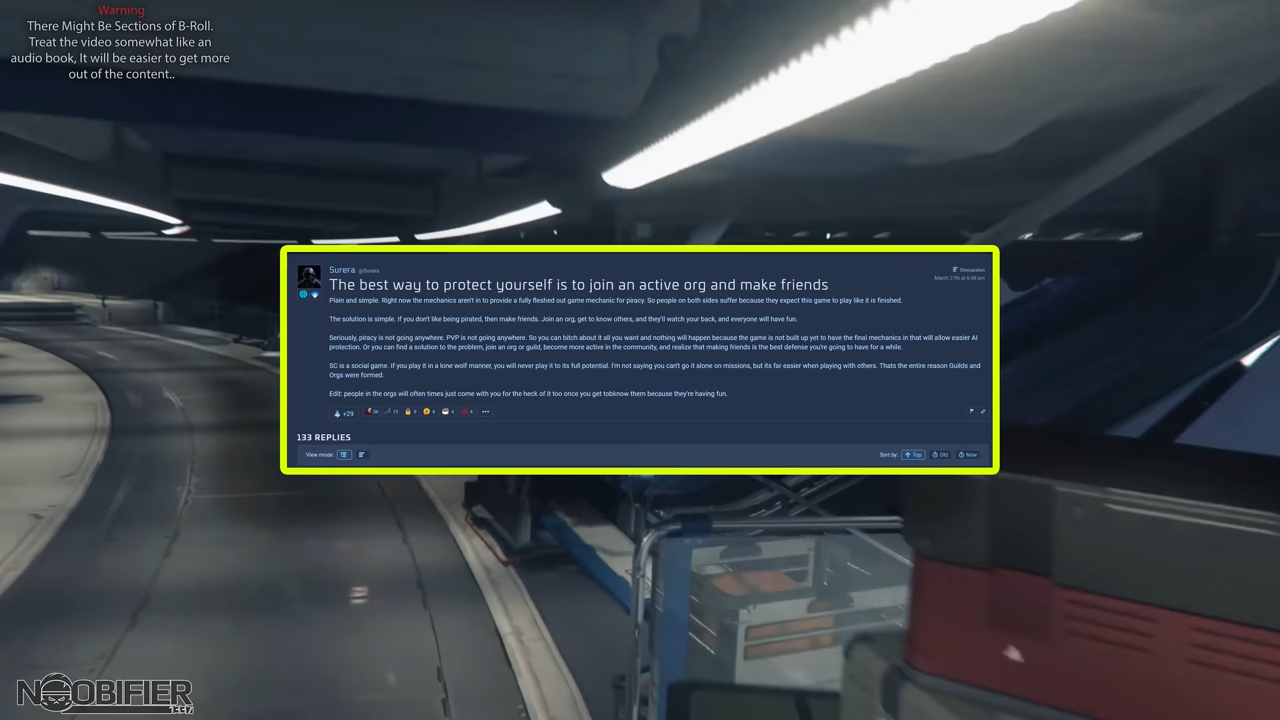 Warning
There Might Be Sections of B-Roll.
Treat the video somewhat like an
audio book, It will be easier to get more
out of the content..
Surera @Surera
Discussion
March 27th at 6:48 pm
The best way to protect yourself is to join an active org and make friends
Plain and simple. Right now the mechanics aren't in to provide a fully fleshed out game mechanic for piracy. So people on both sides suffer because they expect this game to play like it is finished.
The solution is simple. If you don't like being pirated, then make friends. Join an org, get to know others, and they'll watch your back, and everyone will have fun.
Seriously, piracy is not going anywhere. PVP is not going anywhere. So you can bitch about it all you want and nothing will happen because the game is not built up yet to have the final mechanics in that will allow easier AI
protection. Or you can find a solution to the problem, join an org or guild, become more active in the community, and realize that making friends is the best defense you're going to have for a while.
SC is a social game. If you play it in a lone wolf manner, you will never play it to its full potential. I'm not saying you can't go it alone on missions, but its far easier when playing with others. Thats the entire reason Guilds and
Orgs were formed.
Edit: people in the orgs will often times just come with you for the heck of it too once you get tobknow them because they're having fun.
+29
133 REPLIES
View mode:
Sort by: Top Old New
NOOBIFIER